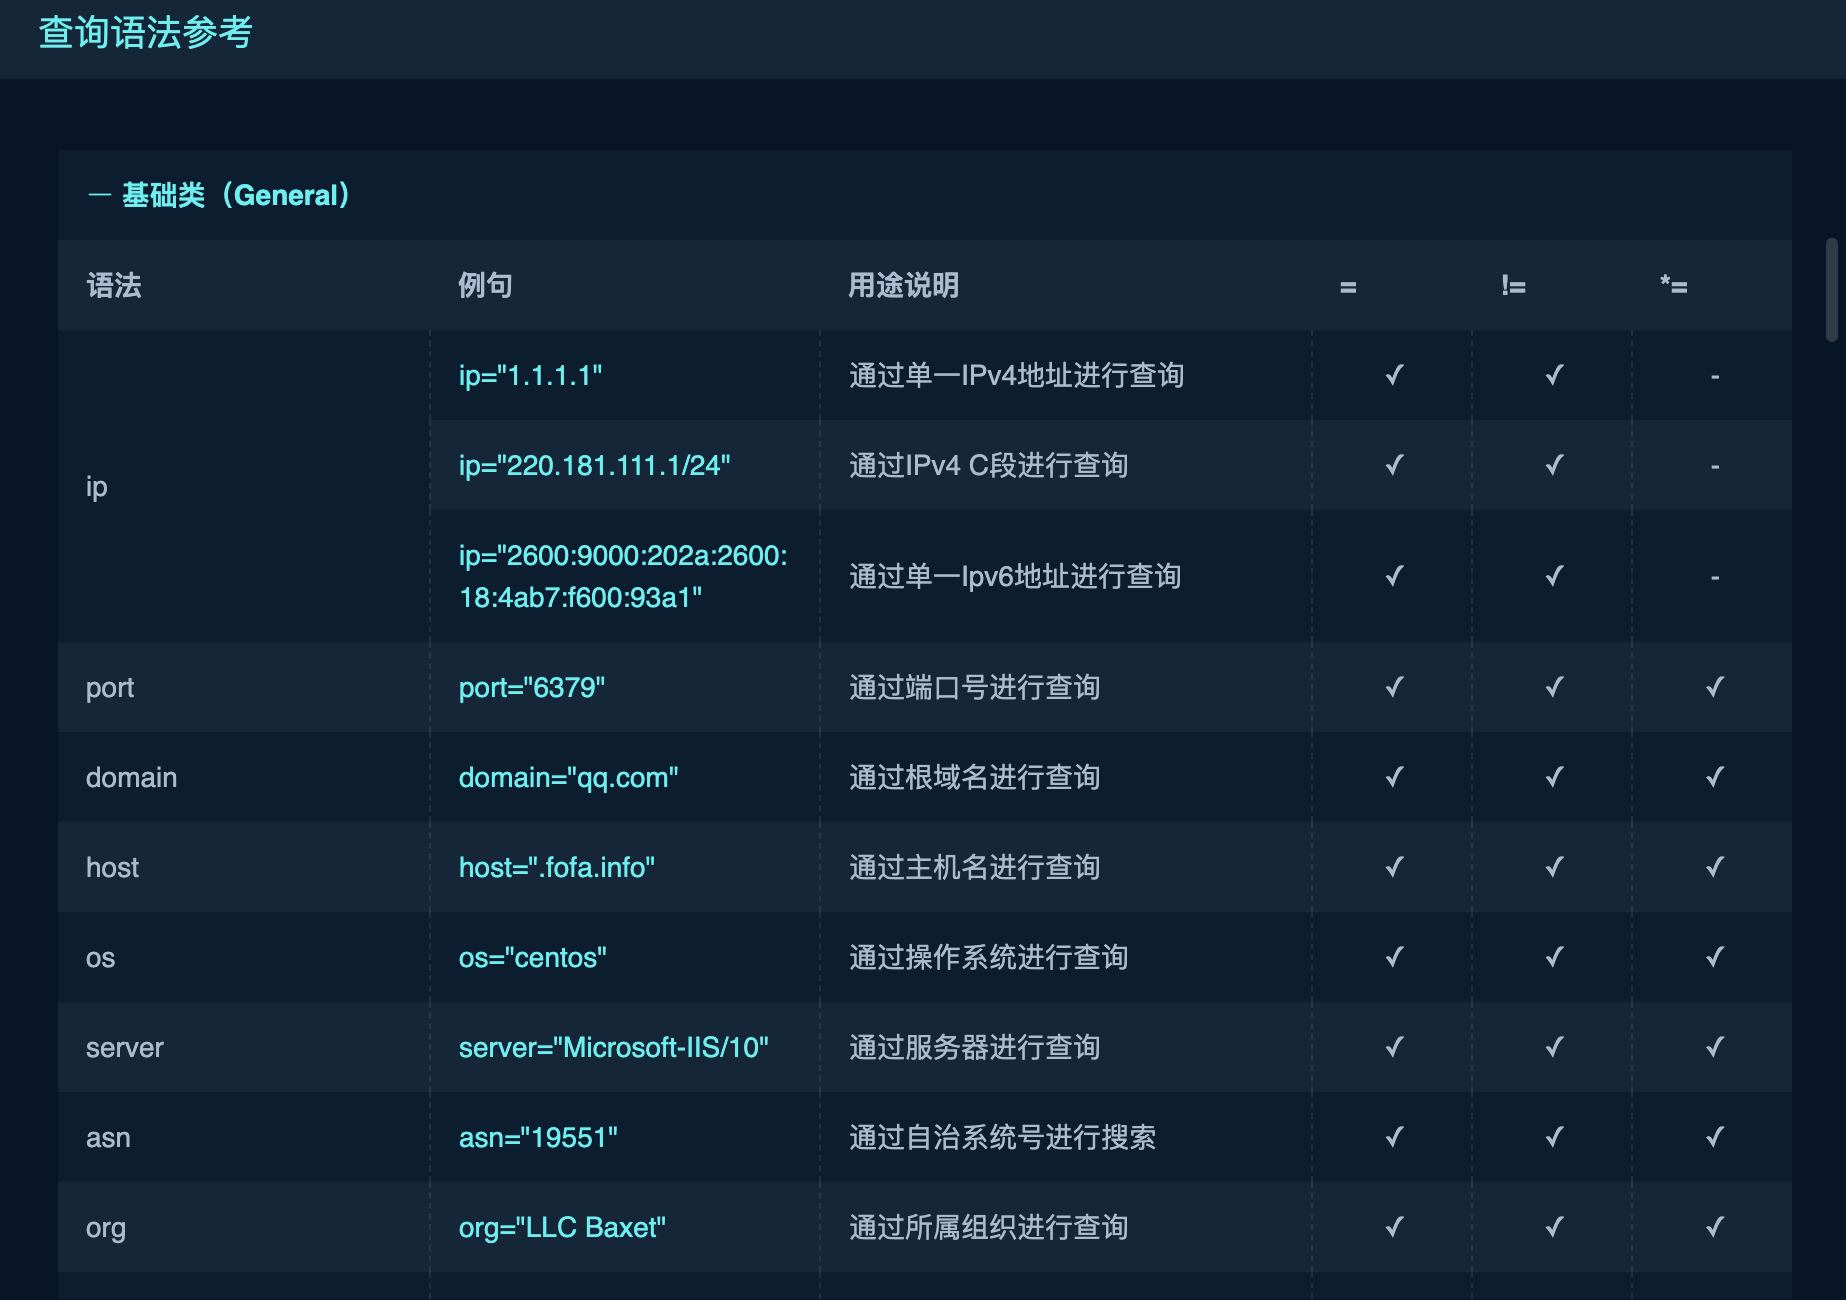 查询语法参考
— 基础类（General）
语法 例句 用途说明 = != *=
ip
ip="1.1.1.1" 通过单一IPv4地址进行查询 ✓ ✓ -
ip="220.181.111.1/24" 通过IPv4 C段进行查询 ✓ ✓ -
ip="2600:9000:202a:2600:
18:4ab7:f600:93a1" 通过单一Ipv6地址进行查询 ✓ ✓ -
port port="6379" 通过端口号进行查询 ✓ ✓ ✓
domain domain="qq.com" 通过根域名进行查询 ✓ ✓ ✓
host host=".fofa.info" 通过主机名进行查询 ✓ ✓ ✓
os os="centos" 通过操作系统进行查询 ✓ ✓ ✓
server server="Microsoft-IIS/10" 通过服务器进行查询 ✓ ✓ ✓
asn asn="19551" 通过自治系统号进行搜索 ✓ ✓ ✓
org org="LLC Baxet" 通过所属组织进行查询 ✓ ✓ ✓